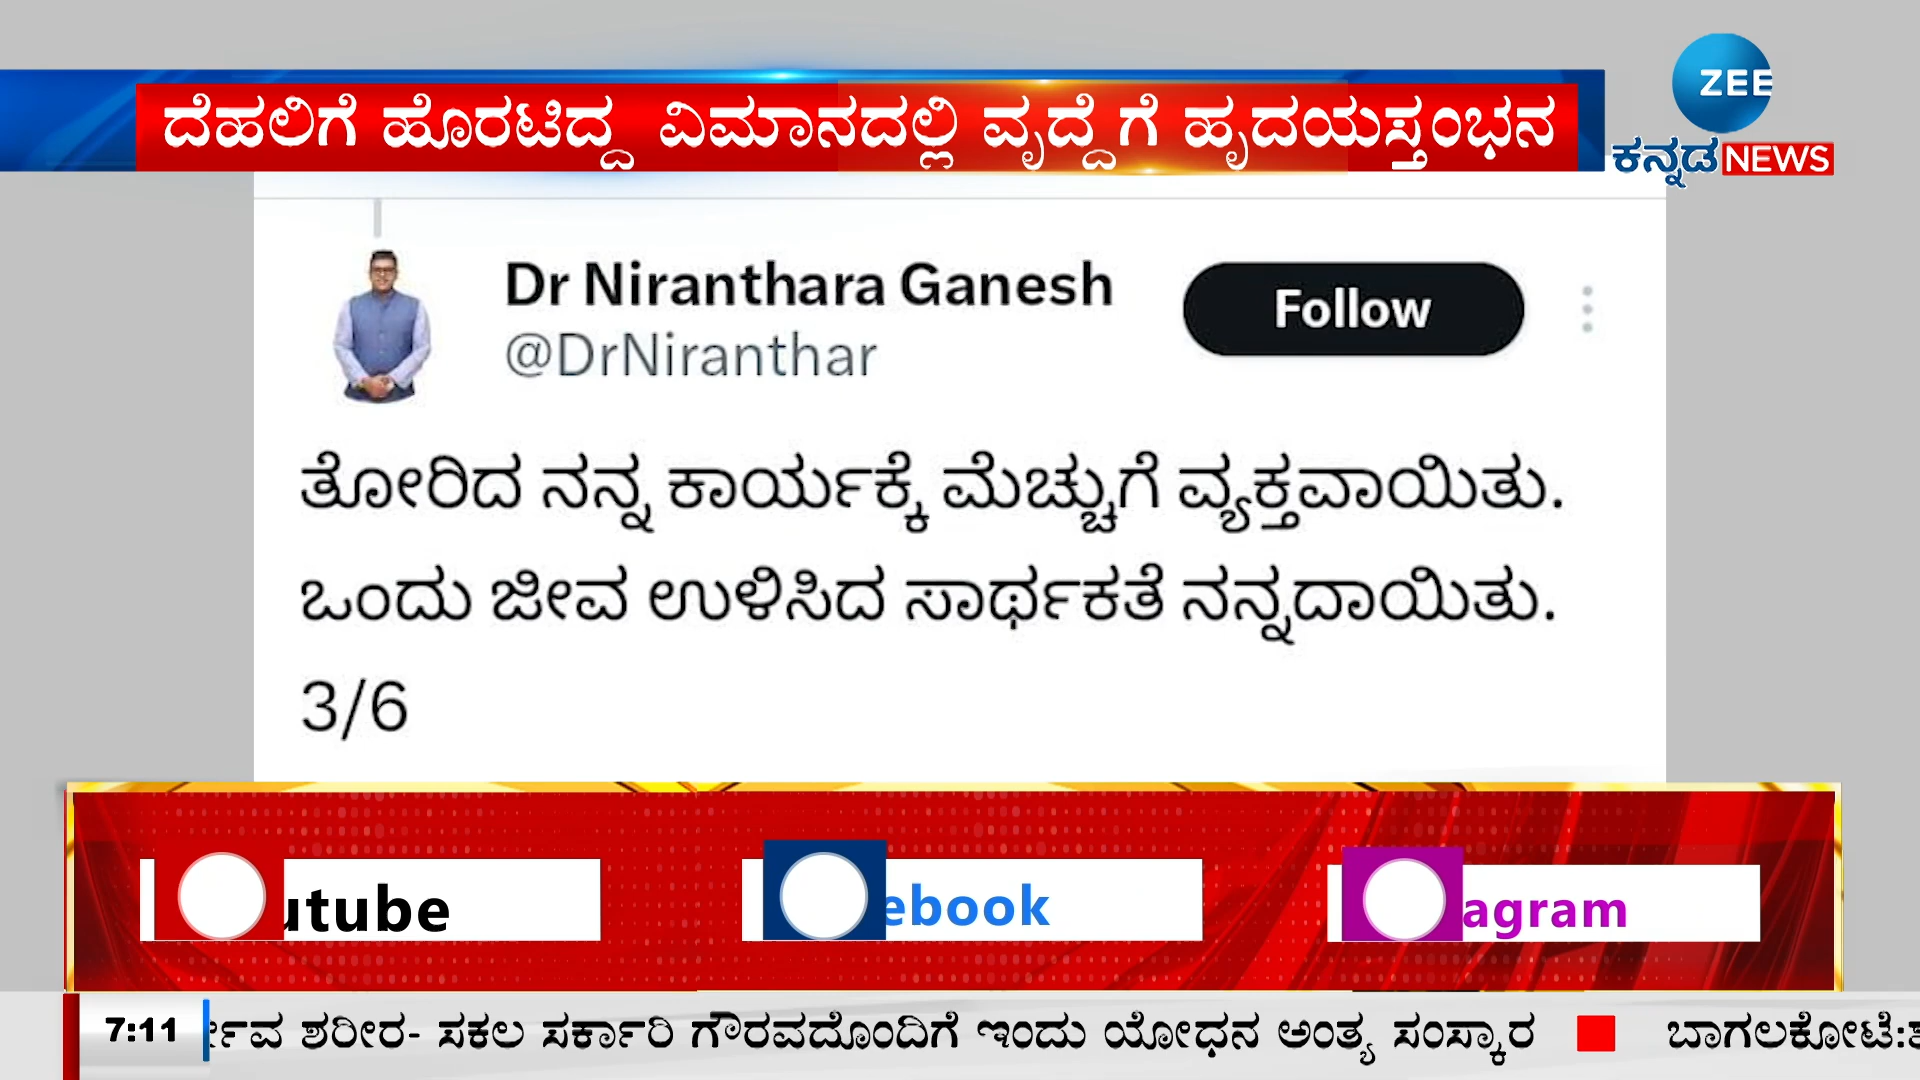 ದೆಹಲಿಗೆ ಹೊರಟಿದ್ದ ವಿಮಾನದಲ್ಲಿ ವೃದ್ದೆಗೆ ಹೃದಯಸ್ತಂಭನ
ZEE
ಕನ್ನಡ NEWS
Dr Niranthara Ganesh
@DrNiranthar
Follow
ತೋರಿದ ನನ್ನ ಕಾರ್ಯಕ್ಕೆ ಮೆಚ್ಚುಗೆ ವ್ಯಕ್ತವಾಯಿತು.
ಒಂದು ಜೀವ ಉಳಿಸಿದ ಸಾರ್ಥಕತೆ ನನ್ನದಾಯಿತು.
3/6
utube
ebook
agram
7:11
ಶರೀರ- ಸಕಲ ಸರ್ಕಾರಿ ಗೌರವದೊಂದಿಗೆ ಇಂದು ಯೋಧನ ಅಂತ್ಯ ಸಂಸ್ಕಾರ
ಬಾಗಲಕೋಟೆ: